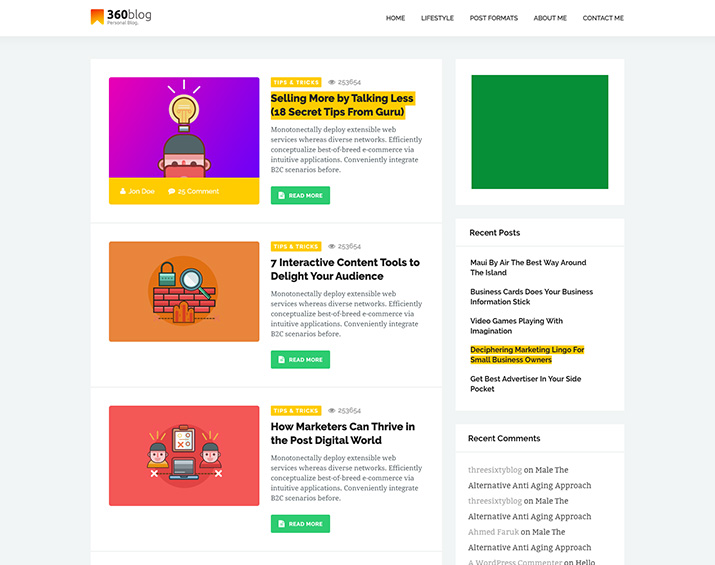 360blog
Personal Blog.
HOME LIFESTYLE POST FORMATS ABOUT ME CONTACT ME
TIPS & TRICKS 253654
Selling More by Talking Less
(18 Secret Tips From Guru)
Monotonectally deploy extensible web
services whereas diverse networks. Efficiently
conceptualize best-of-breed e-commerce via
intuitive applications. Conveniently integrate
B2C scenarios before.
Jon Doe 25 Comment
READ MORE
TIPS & TRICKS 253654
7 Interactive Content Tools to
Delight Your Audience
Monotonectally deploy extensible web
services whereas diverse networks. Efficiently
conceptualize best-of-breed e-commerce via
intuitive applications. Conveniently integrate
B2C scenarios before.
READ MORE
TIPS & TRICKS 253654
How Marketers Can Thrive in
the Post Digital World
Monotonectally deploy extensible web
services whereas diverse networks. Efficiently
conceptualize best-of-breed e-commerce via
intuitive applications. Conveniently integrate
B2C scenarios before.
READ MORE
Recent Posts
Maui By Air The Best Way Around
The Island
Business Cards Does Your Business
Information Stick
Video Games Playing With
Imagination
Deciphering Marketing Lingo For
Small Business Owners
Get Best Advertiser In Your Side
Pocket
Recent Comments
threesixtyblog on Male The
Alternative Anti Aging Approach
threesixtyblog on Male The
Alternative Anti Aging Approach
Ahmed Faruk on Male The
Alternative Anti Aging Approach
A WordPress Commenter on Hello